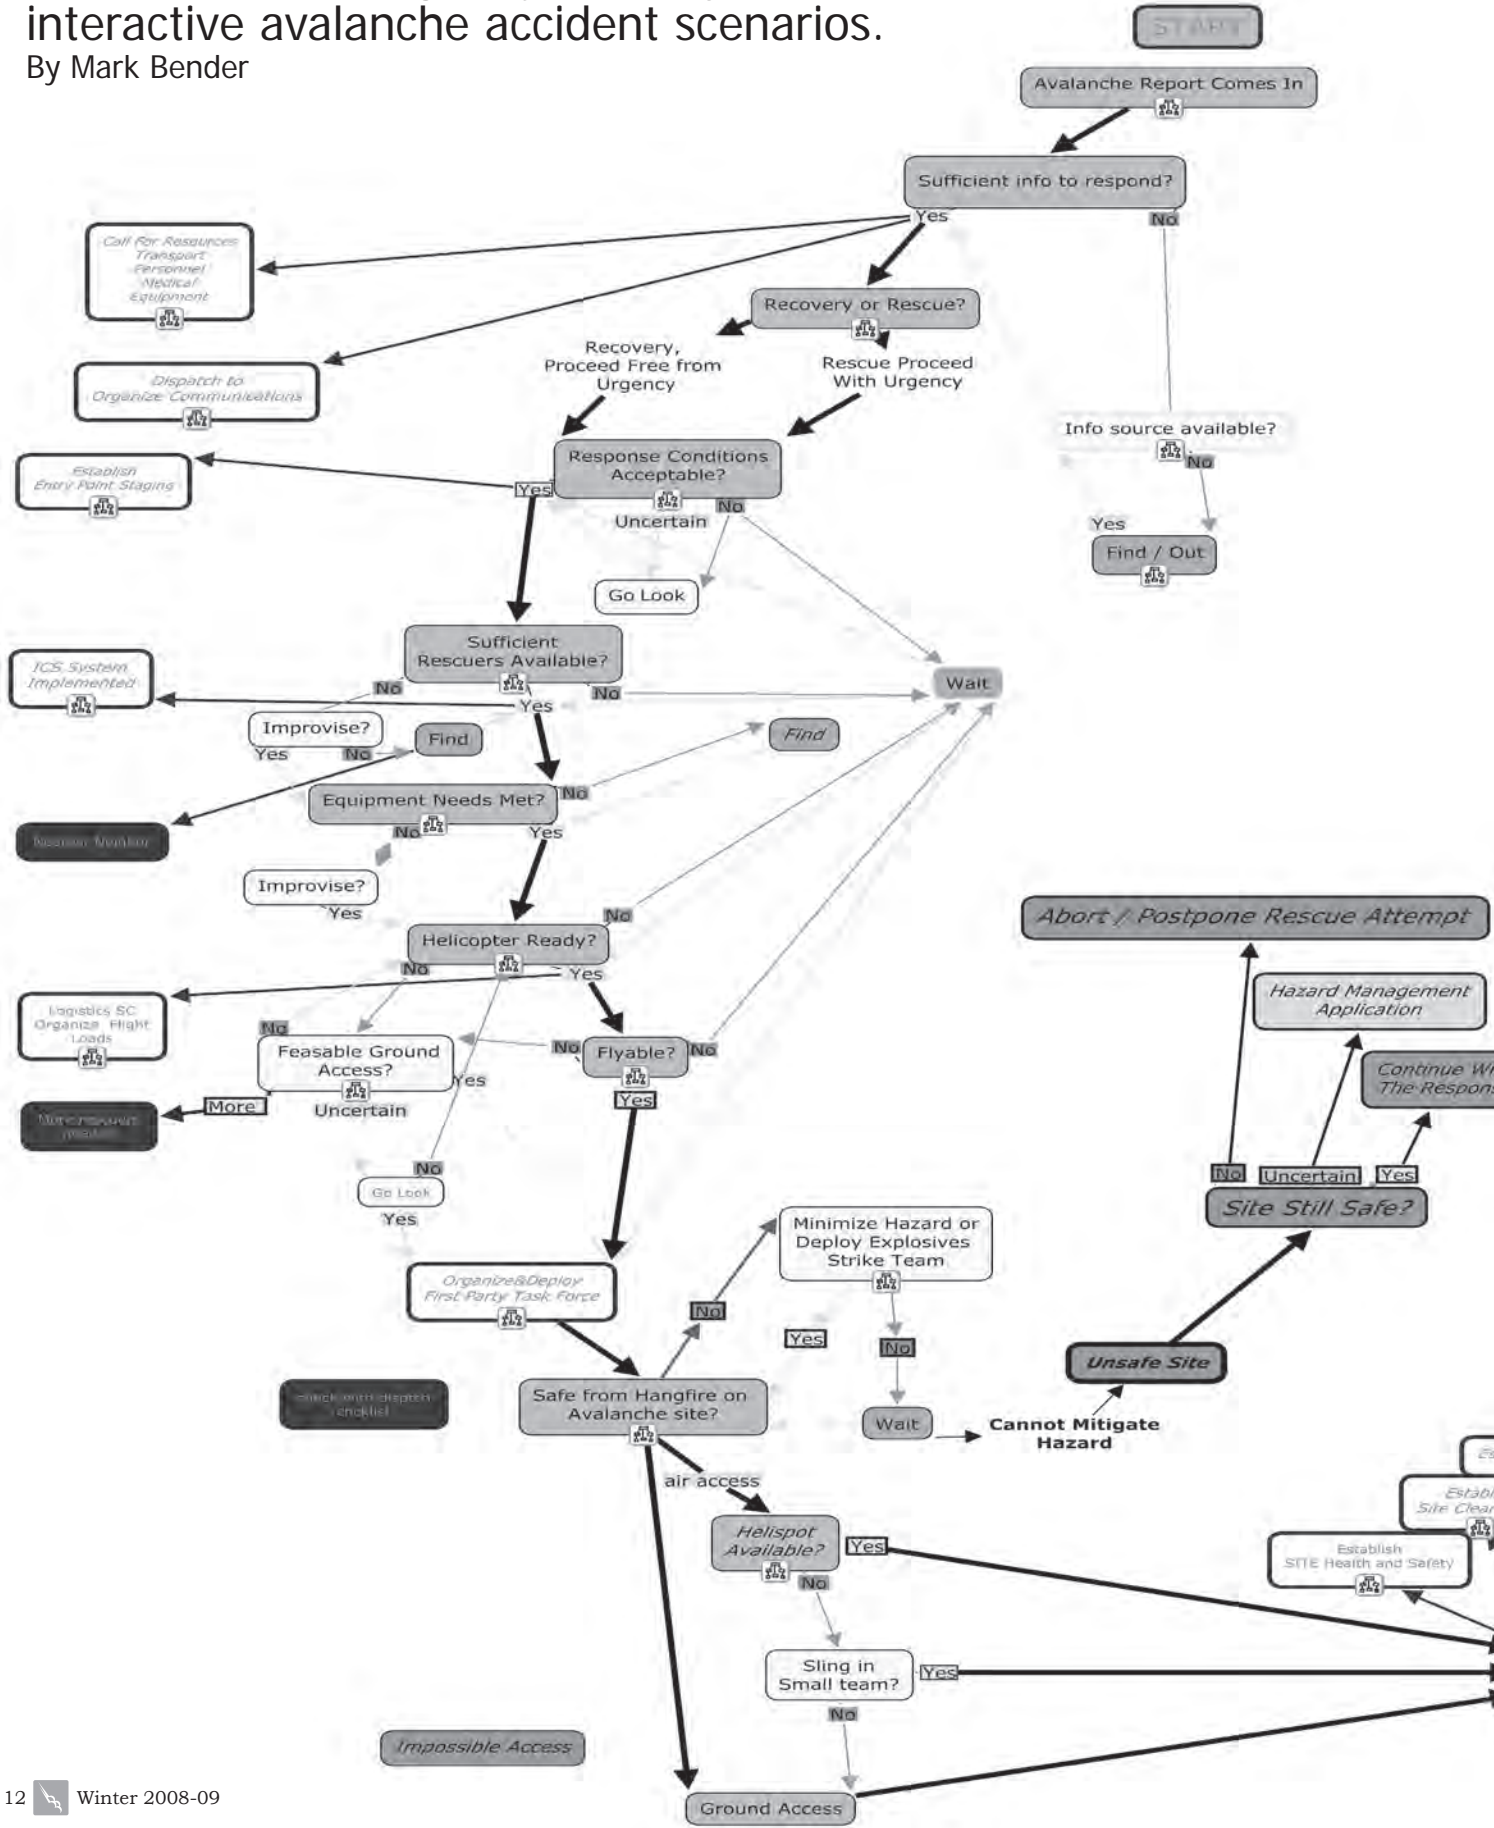 interactive avalanche accident scenarios.
By Mark Bender
START
Avalanche Report Comes In
Sufficient info to respond?
Yes
No
Call For Resources
Transport
Personnel
Medical
Equipment
Recovery or Rescue?
Recovery,
Proceed Free from
Urgency
Rescue Proceed
With Urgency
Dispatch to
Organize Communications
Info source available?
No
Yes
Find / Out
Response Conditions
Acceptable?
Yes
Uncertain
No
Establish
Entry Point Staging
Go Look
Sufficient
Rescuers Available?
No
No
Yes
ICS System
Implemented
Wait
Improvise?
Yes
No
Find
Find
Equipment Needs Met?
No
No
Yes
Improvise?
Yes
Helicopter Ready?
No
No
Yes
Abort / Postpone Rescue Attempt
Hazard Management
Application
Logistics SC
Organize Flight
Loads
No
Feasable Ground
Access?
Yes
Uncertain
No
Flyable?
No
Yes
Continue
The
More
More
No
Go Look
Yes
No
Uncertain
Yes
Site Still Safe?
Minimize Hazard or
Deploy Explosives
Strike Team
Organize&Deploy
First Party Task Force
No
Yes
No
Unsafe Site
Safe from Hangfire on
Avalanche site?
Wait
Cannot Mitigate
Hazard
air access
Helispot
Available?
Yes
No
Site
Establish
SITE Health and Safety
Sling in
Small team?
Yes
No
Impossible Access
Ground Access
12
Winter 2008-09